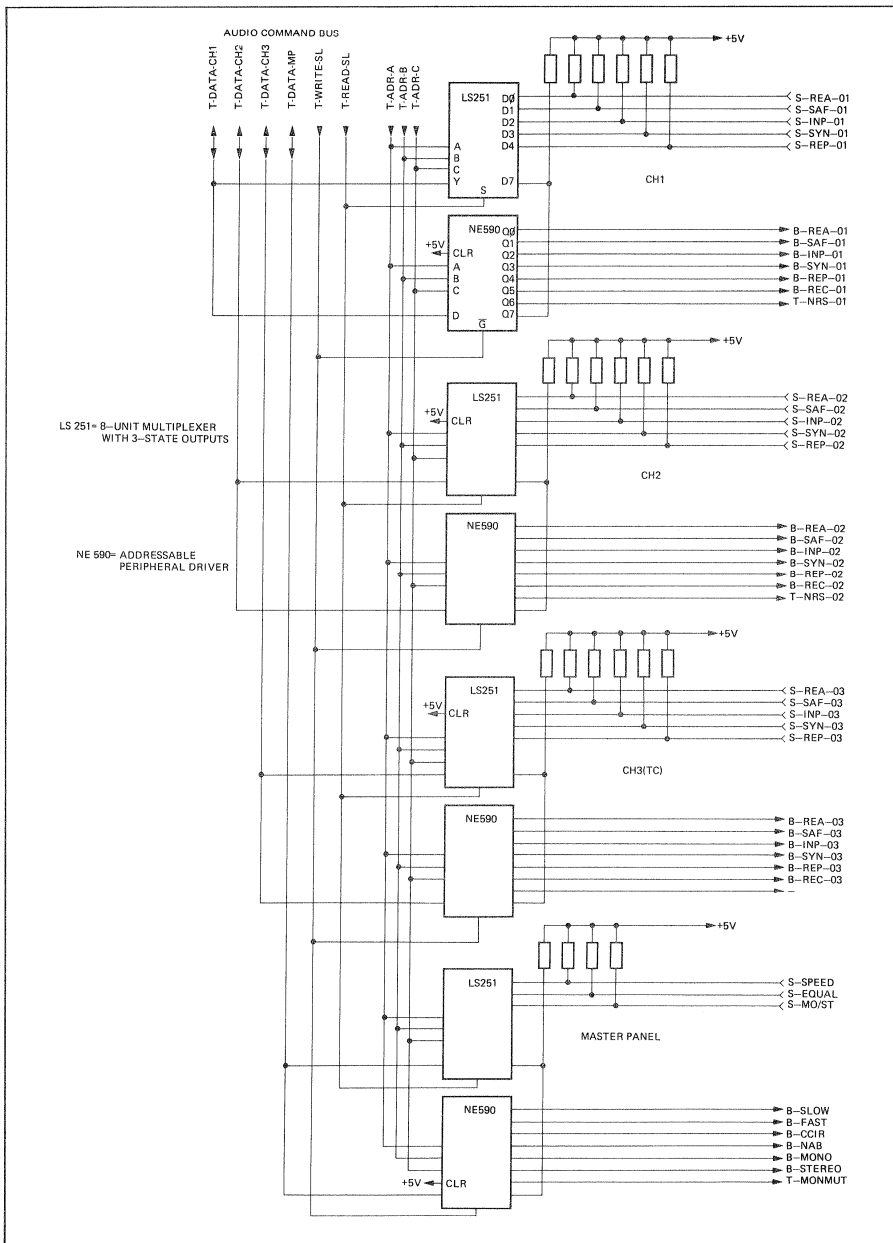 AUDIO COMMAND BUS
T-DATA-CH1
T-DATA-CH2
T-DATA-CH3
T-DATA-MP
T-WRITE-SL
T-READ-SL
T-ADR-A
T-ADR-B
T-ADR-C
+5V
LS251
DØ
D1
D2
D3
D4
A
B
C
Y
D7
S
S-REA-01
S-SAF-01
S-INP-01
S-SYN-01
S-REP-01
CH1
NE590
+5V
CLR
A
B
C
D
G
QØ
Q1
Q2
Q3
Q4
Q5
Q6
Q7
B-REA-01
B-SAF-01
B-INP-01
B-SYN-01
B-REP-01
B-REC-01
T-NRS-01
+5V
LS251
+5V
CLR
S-REA-02
S-SAF-02
S-INP-02
S-SYN-02
S-REP-02
CH2
LS 251= 8-UNIT MULTIPLEXER
WITH 3-STATE OUTPUTS
NE590
B-REA-02
B-SAF-02
B-INP-02
B-SYN-02
B-REP-02
B-REC-02
T-NRS-02
NE 590= ADDRESSABLE
PERIPHERAL DRIVER
+5V
LS251
+5V
CLR
S-REA-03
S-SAF-03
S-INP-03
S-SYN-03
S-REP-03
CH3(TC)
NE590
B-REA-03
B-SAF-03
B-INP-03
B-SYN-03
B-REP-03
B-REC-03
-
+5V
LS251
S-SPEED
S-EQUAL
S-MO/ST
MASTER PANEL
NE590
+5V
CLR
B-SLOW
B-FAST
B-CCIR
B-NAB
B-MONO
B-STEREO
T-MONMUT